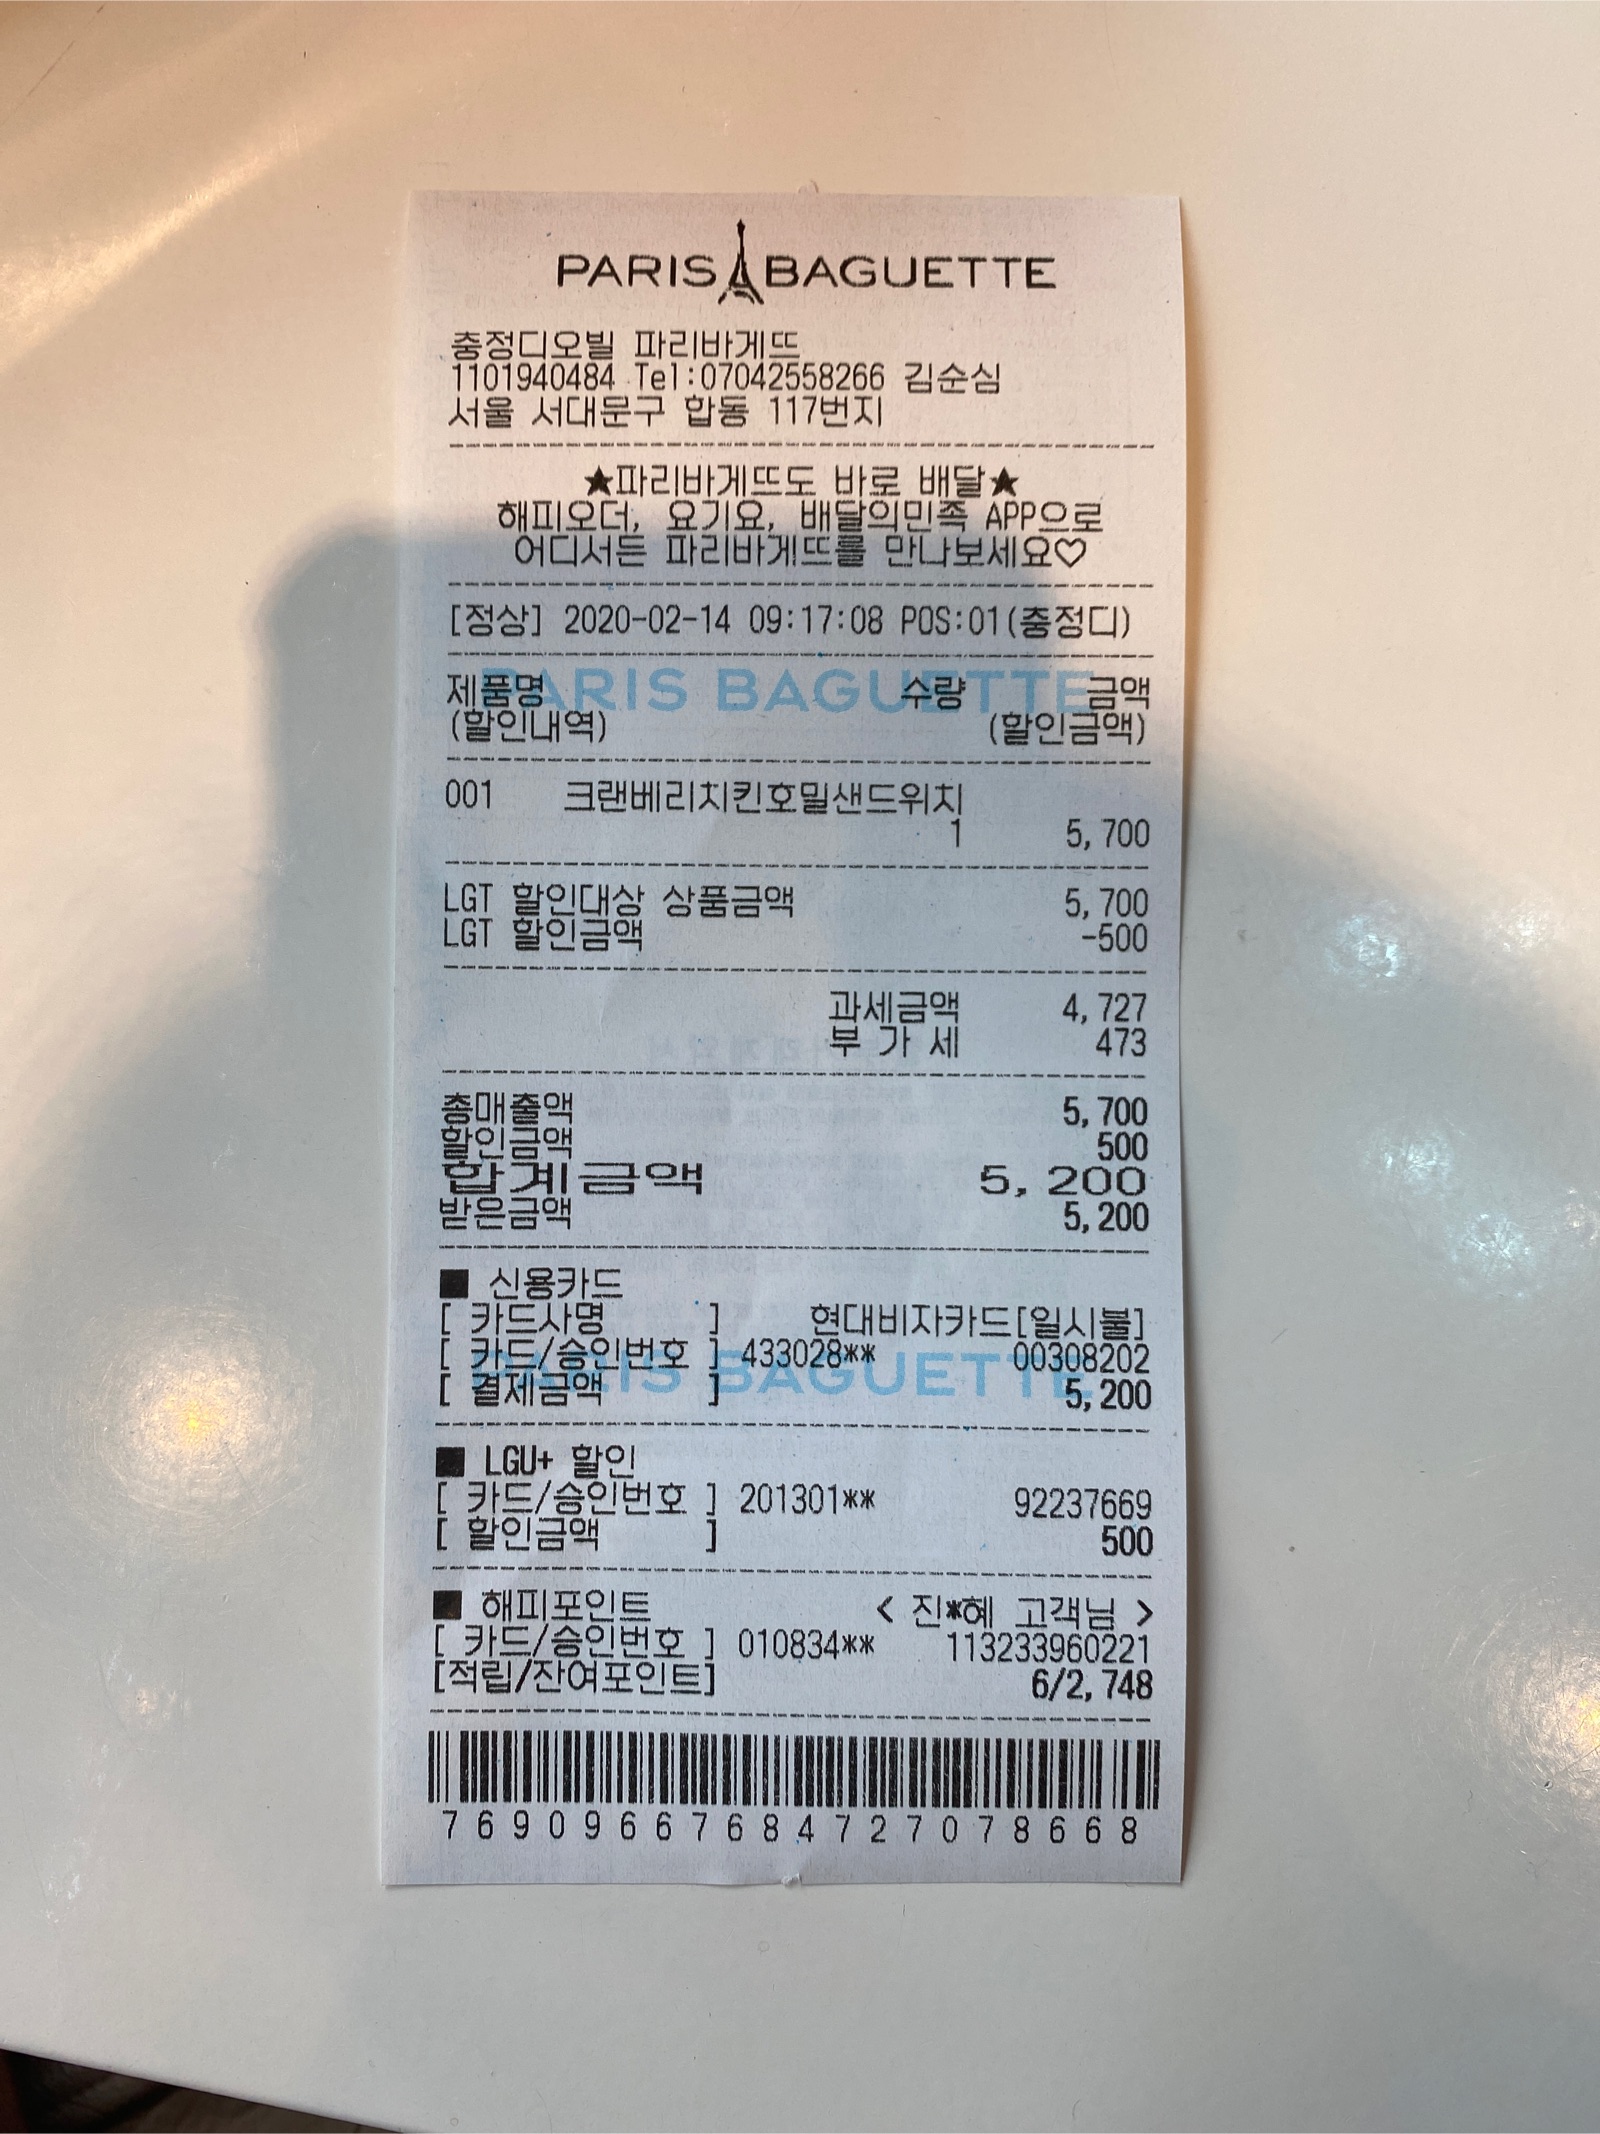 PARIS BAGUETTE
충정디오빌 파리바게뜨
1101940484 Tel:07042558266 김순심
서울 서대문구 합동 117번지
★파리바게뜨도 바로 배달★
해피오더, 요기요, 배달의민족 APP으로
어디서든 파리바게뜨를 만나보세요♡
[정상] 2020-02-14 09:17:08 POS:01(충정디)
PARIS BAGUETTE
제품명 수량 금액
(할인내역) (할인금액)
001 크랜베리치킨호밀샌드위치
1 5,700
LGT 할인대상 상품금액 5,700
LGT 할인금액 -500
과세금액 4,727
부 가 세 473
총매출액 5,700
할인금액 500
합계금액 5,200
받은금액 5,200
■ 신용카드
[ 카드사명 ] 현대비자카드[일시불]
[ 카드/승인번호 ] 433028** 00308202
PARIS BAGUETTE
[ 결제금액 ] 5,200
■ LGU+ 할인
[ 카드/승인번호 ] 201301** 92237669
[ 할인금액 ] 500
■ 해피포인트 < 진*혜 고객님 >
[ 카드/승인번호 ] 010834** 113233960221
[적립/잔여포인트] 6/2,748
76909667684727078668